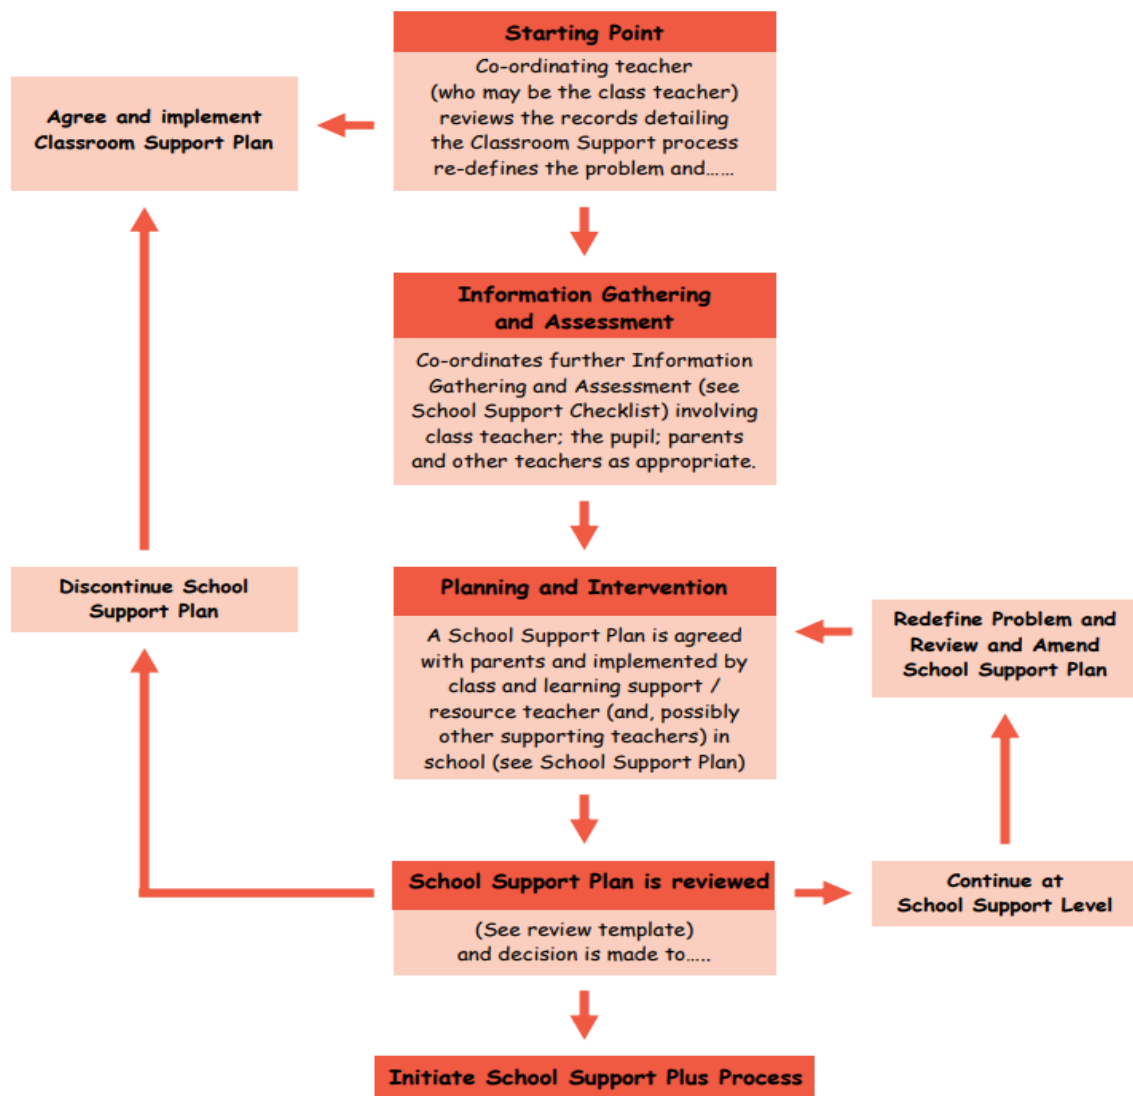 Starting Point
Co-ordinating teacher
(who may be the class teacher)
reviews the records detailing
the Classroom Support process
re-defines the problem and……
Agree and implement
Classroom Support Plan
Information Gathering
and Assessment
Co-ordinates further Information
Gathering and Assessment (see
School Support Checklist) involving
class teacher; the pupil; parents
and other teachers as appropriate.
Planning and Intervention
A School Support Plan is agreed
with parents and implemented by
class and learning support /
resource teacher (and, possibly
other supporting teachers) in
school (see School Support Plan)
Discontinue School
Support Plan
Redefine Problem and
Review and Amend
School Support Plan
School Support Plan is reviewed
(See review template)
and decision is made to…..
Continue at
School Support Level
Initiate School Support Plus Process